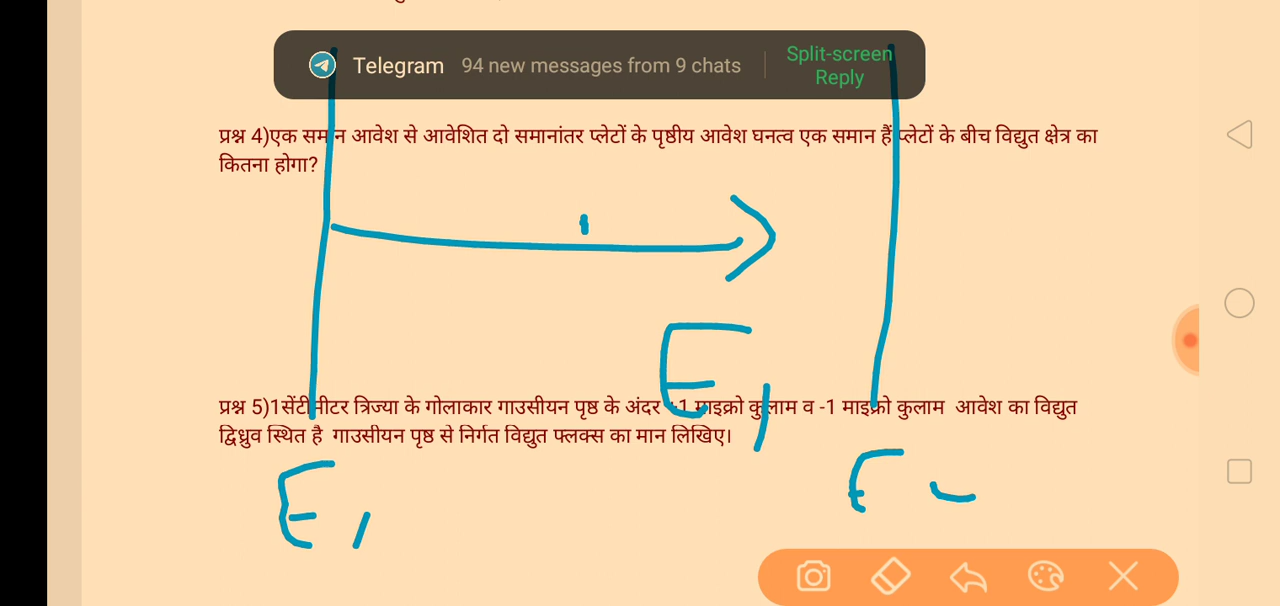 Telegram 94 new messages from 9 chats Split-screen
Reply
प्रश्न 4)एक समान आवेश से आवेशित दो समानांतर प्लेटों के पृष्ठीय आवेश घनत्व एक समान हैं प्लेटों के बीच विद्युत क्षेत्र का
कितना होगा?
E,
प्रश्न 5)1सेंटीमीटर त्रिज्या के गोलाकार गाउसीयन पृष्ठ के अंदर +1 माइक्रो कुलाम व -1 माइक्रो कुलाम आवेश का विद्युत
द्विध्रुव स्थित है गाउसीयन पृष्ठ से निर्गत विद्युत फ्लक्स का मान लिखिए।
E, E